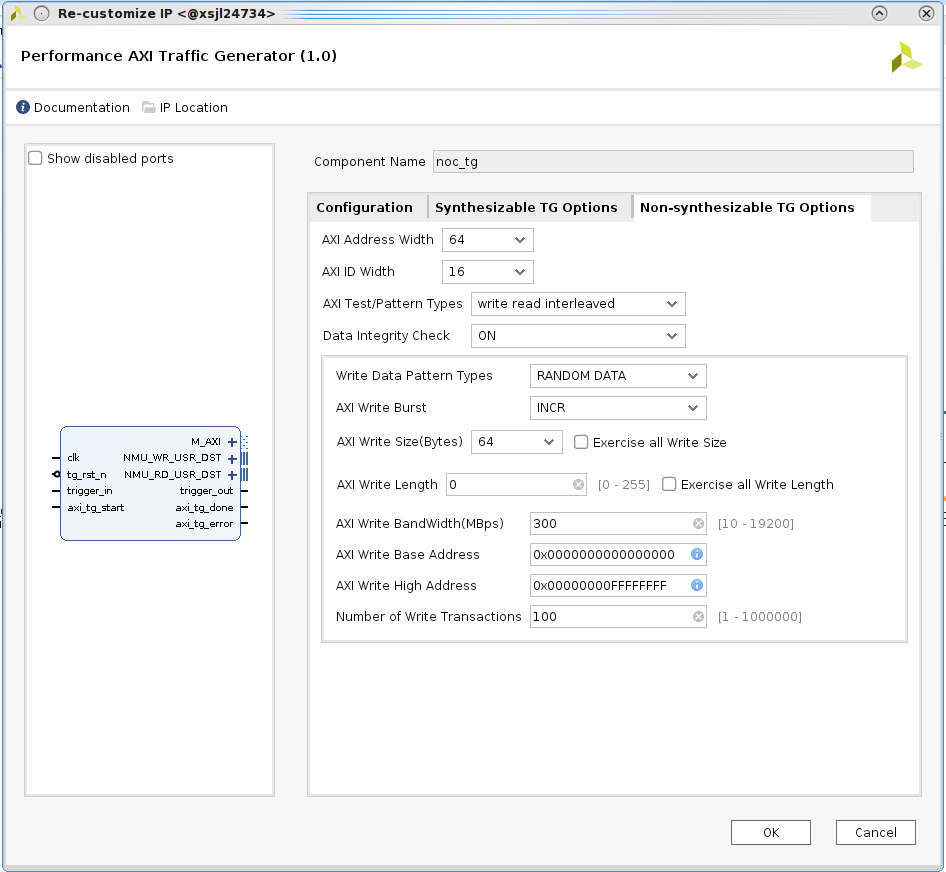 Re-customize IP <@xsjl24734>
Performance AXI Traffic Generator (1.0)
Documentation IP Location
Show disabled ports
M_AXI
clk NMU_WR_USR_DST
tg_rst_n NMU_RD_USR_DST
trigger_in trigger_out
axi_tg_start axi_tg_done
axi_tg_error
Component Name noc_tg
Configuration Synthesizable TG Options Non-synthesizable TG Options
AXI Address Width 64
AXI ID Width 16
AXI Test/Pattern Types write read interleaved
Data Integrity Check ON
Write Data Pattern Types RANDOM DATA
AXI Write Burst INCR
AXI Write Size(Bytes) 64 Exercise all Write Size
AXI Write Length 0 [0 - 255] Exercise all Write Length
AXI Write BandWidth(MBps) 300 [10 - 19200]
AXI Write Base Address 0x0000000000000000
AXI Write High Address 0x00000000FFFFFFFF
Number of Write Transactions 100 [1 - 1000000]
OK Cancel